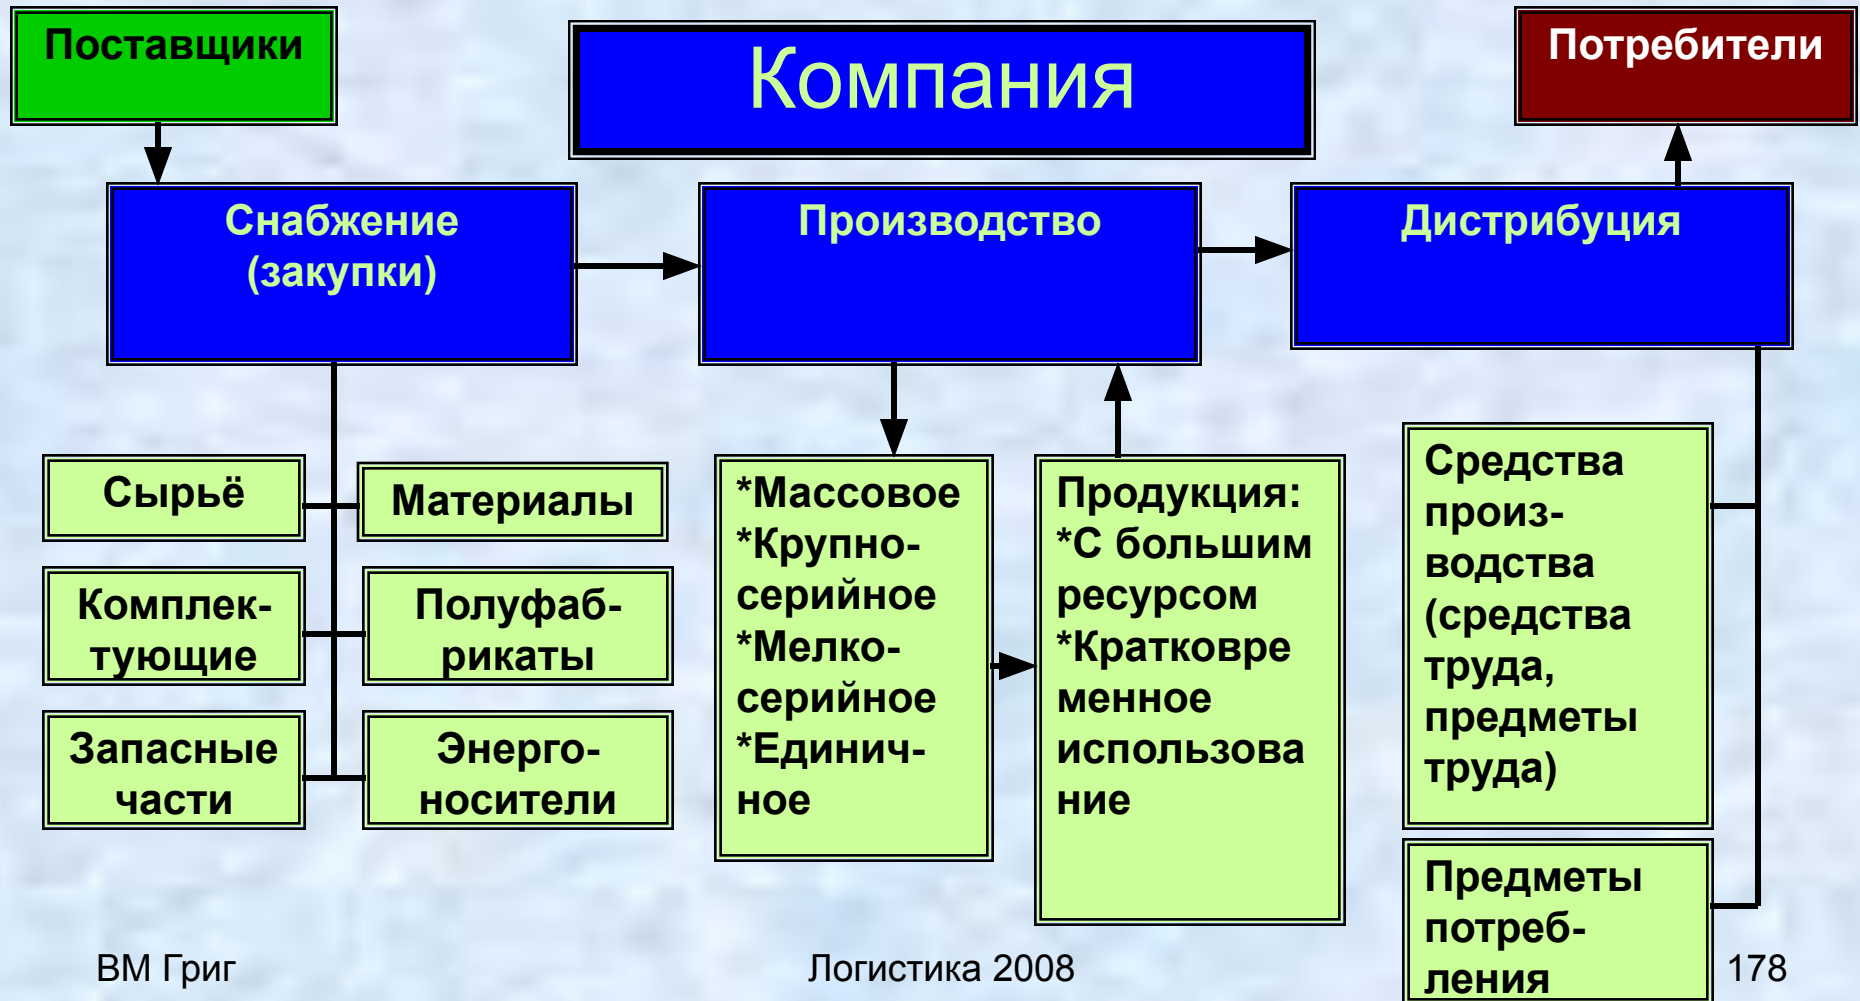 Поставщики
Компания
Потребители
Снабжение
(закупки)
Производство
Дистрибуция
Сырьё
Материалы
Комплек-
тующие
Полуфаб-
рикаты
Запасные
части
Энерго-
носители
*Массовое
*Крупно-
серийное
*Мелко-
серийное
*Единич-
ное
Продукция:
*С большим
ресурсом
*Кратковре
менное
использова
ние
Средства
произ-
водства
(средства
труда,
предметы
труда)
Предметы
потреб-
ления
ВМ Григ
Логистика 2008
178